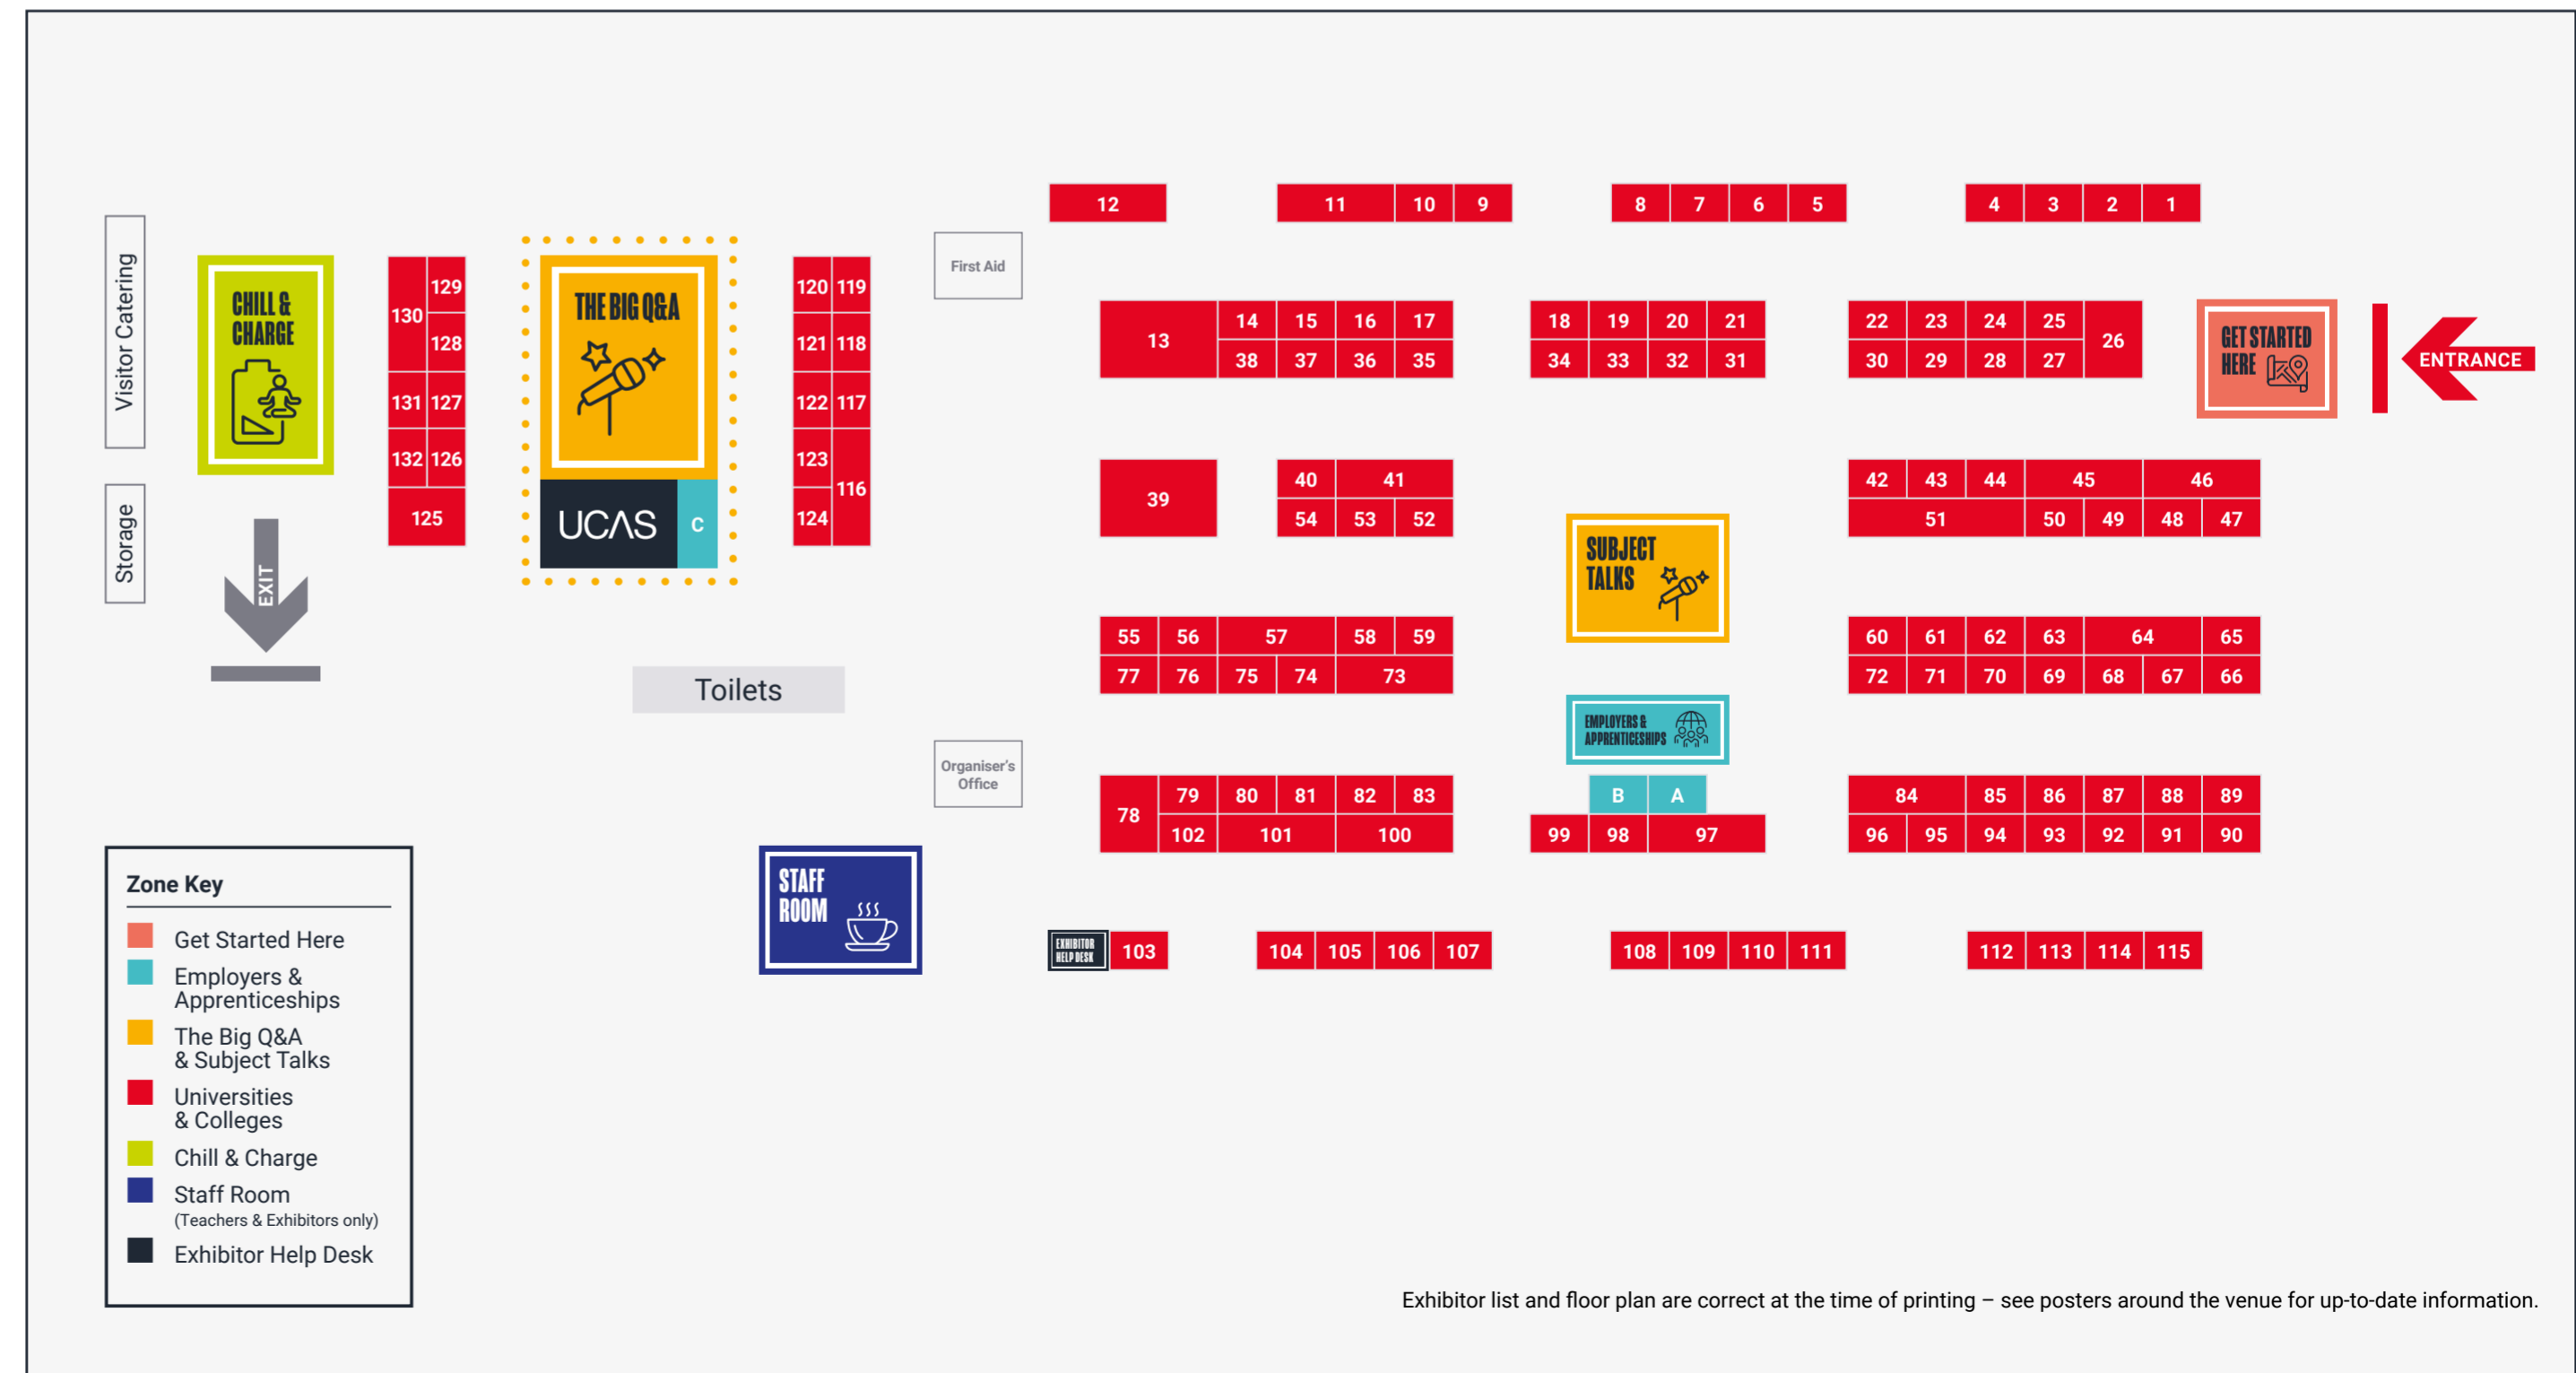 12
11 10 9
8 7 6 5
4 3 2 1
Visitor Catering
CHILL &
CHARGE
130 129
128
131 127
132 126
125
THE BIG Q&A
UCAS C
120 119
121 118
122 117
123 116
124
First Aid
13 14 15 16 17
38 37 36 35
18 19 20 21
34 33 32 31
22 23 24 25 26
30 29 28 27
GET STARTED
HERE
ENTRANCE
Storage
EXIT
39
40 41
54 53 52
SUBJECT
TALKS
42 43 44 45 46
51 50 49 48 47
55 56 57 58 59
77 76 75 74 73
60 61 62 63 64 65
72 71 70 69 68 67 66
Toilets
EMPLOYERS &
APPRENTICESHIPS
Organiser's
Office
78 79 80 81 82 83
102 101 100
B A
99 98 97
84 85 86 87 88 89
96 95 94 93 92 91 90
STAFF
ROOM
EXHIBITOR
HELP DESK
103
104 105 106 107
108 109 110 111
112 113 114 115
Zone Key
Get Started Here
Employers &
Apprenticeships
The Big Q&A
& Subject Talks
Universities
& Colleges
Chill & Charge
Staff Room
(Teachers & Exhibitors only)
Exhibitor Help Desk
Exhibitor list and floor plan are correct at the time of printing – see posters around the venue for up-to-date information.